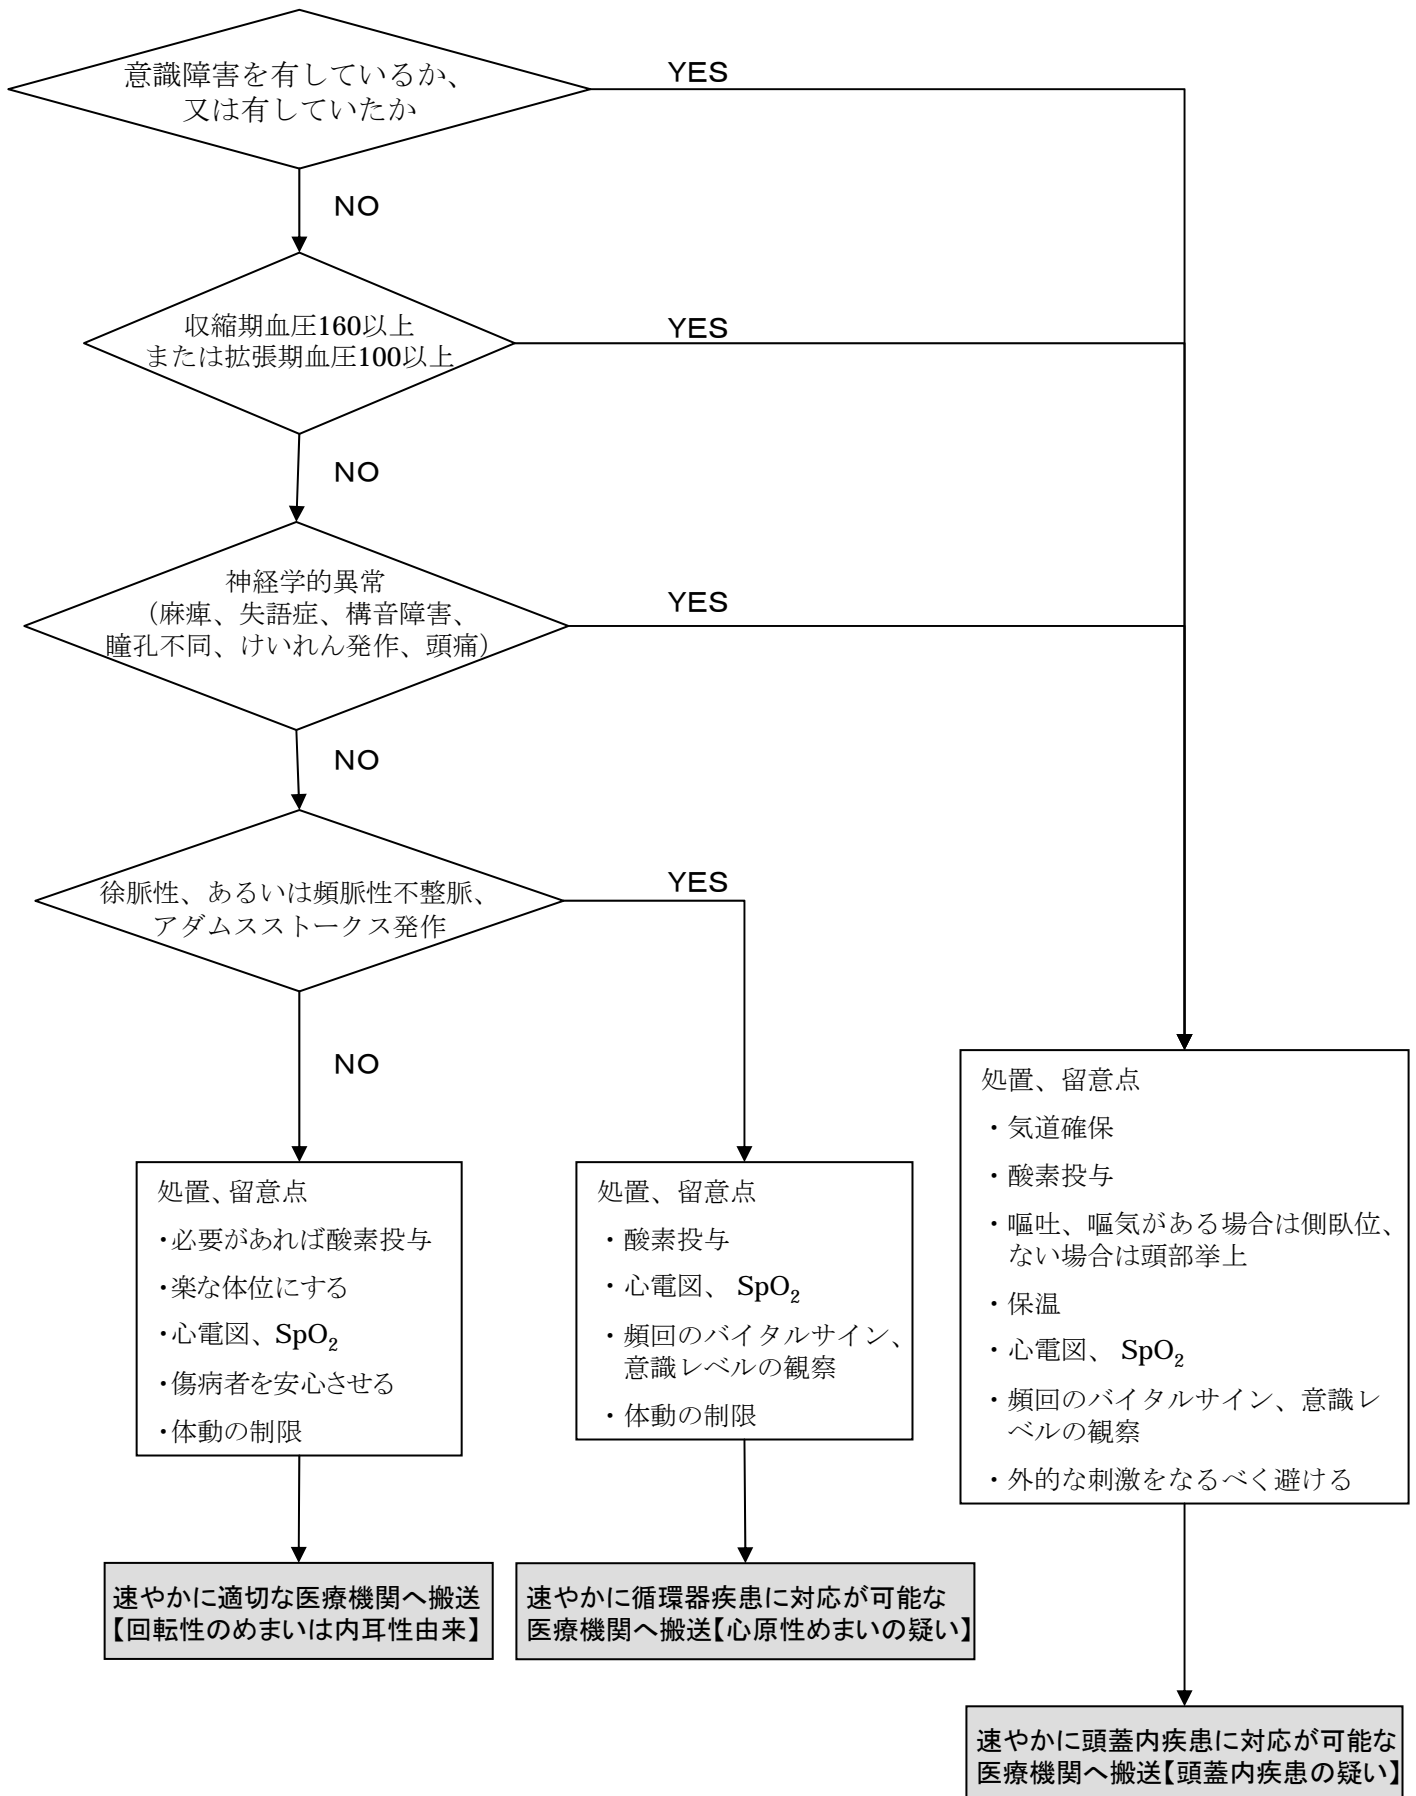 意識障害を有しているか、
又は有していたか
YES
NO
収縮期血圧160以上
または拡張期血圧100以上
YES
NO
神経学的異常
（麻痺、失語症、構音障害、
瞳孔不同、けいれん発作、頭痛）
YES
NO
徐脈性、あるいは頻脈性不整脈、
アダムスストークス発作
YES
NO
処置、留意点
・必要があれば酸素投与
・楽な体位にする
・心電図、SpO₂
・傷病者を安心させる
・体動の制限
速やかに適切な医療機関へ搬送
【回転性のめまいは内耳性由来】
処置、留意点
・酸素投与
・心電図、 SpO₂
・頻回のバイタルサイン、
意識レベルの観察
・体動の制限
速やかに循環器疾患に対応が可能な
医療機関へ搬送【心原性めまいの疑い】
処置、留意点
・気道確保
・酸素投与
・嘔吐、嘔気がある場合は側臥位、
ない場合は頭部挙上
・保温
・心電図、 SpO₂
・頻回のバイタルサイン、意識レ
ベルの観察
・外的な刺激をなるべく避ける
速やかに頭蓋内疾患に対応が可能な
医療機関へ搬送【頭蓋内疾患の疑い】